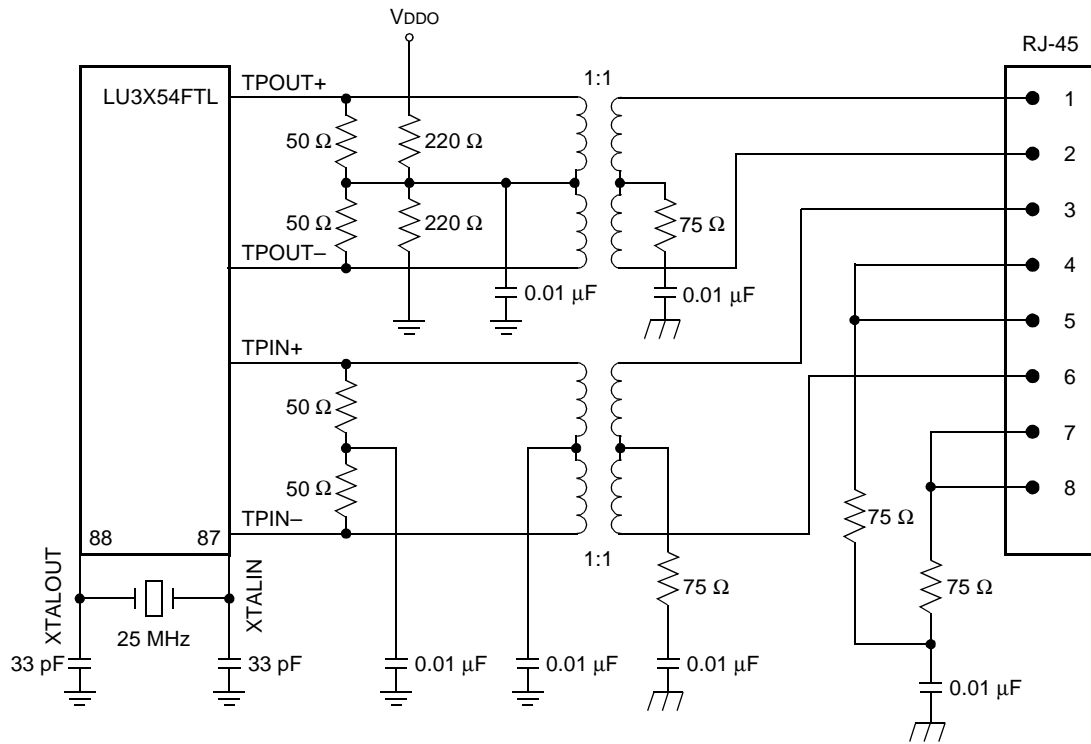 VDDO
RJ-45
LU3X54FTL
TPOUT+
1:1
1
50 Ω
220 Ω
2
3
50 Ω
220 Ω
75 Ω
TPOUT–
4
0.01 μF
0.01 μF
5
TPIN+
6
50 Ω
7
50 Ω
8
75 Ω
TPIN–
88
87
1:1
XTALOUT
XTALIN
75 Ω
75 Ω
25 MHz
33 pF
33 pF
0.01 μF
0.01 μF
0.01 μF
0.01 μF